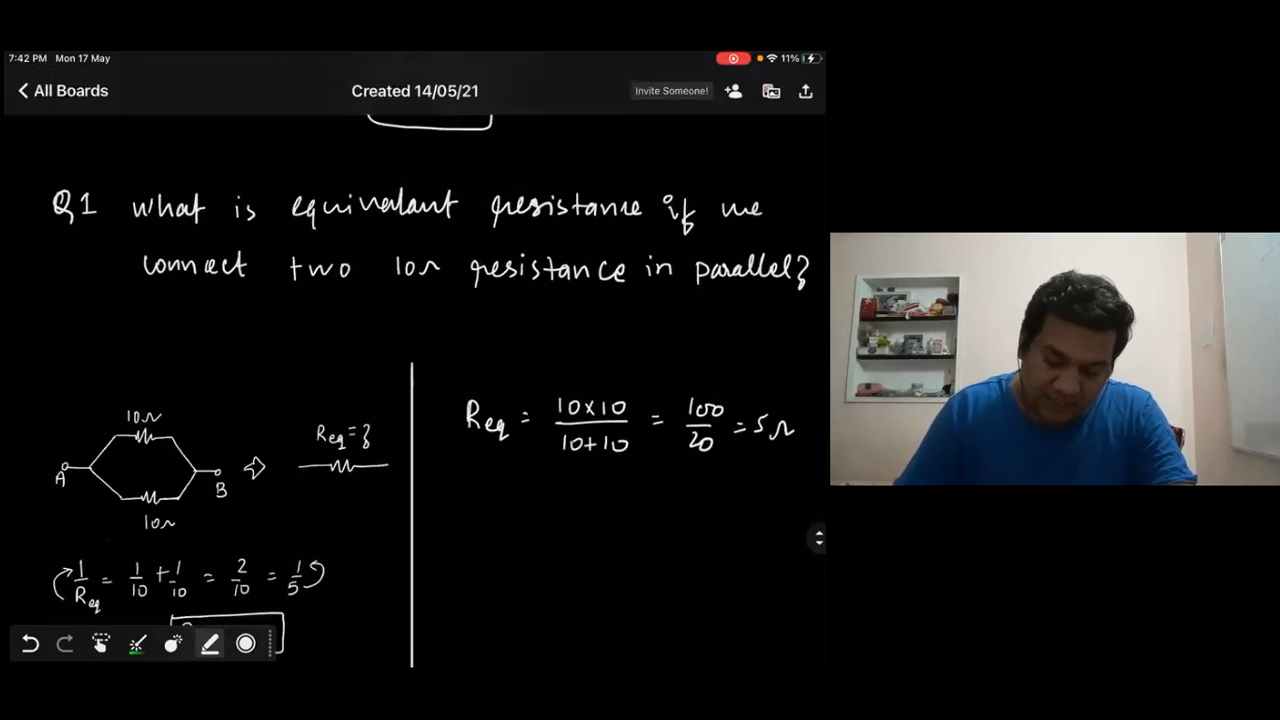 7:42 PM Mon 17 May
11%
All Boards
Created 14/05/21
Invite Someone!
Q1 What is equivalant resistance if we
connect two 10Ω resistance in parallel?
10Ω
A
B
10Ω
Req = ?
1/Req = 1/10 + 1/10 = 2/10 = 1/5
Req = 10×10/10+10 = 100/20 = 5Ω